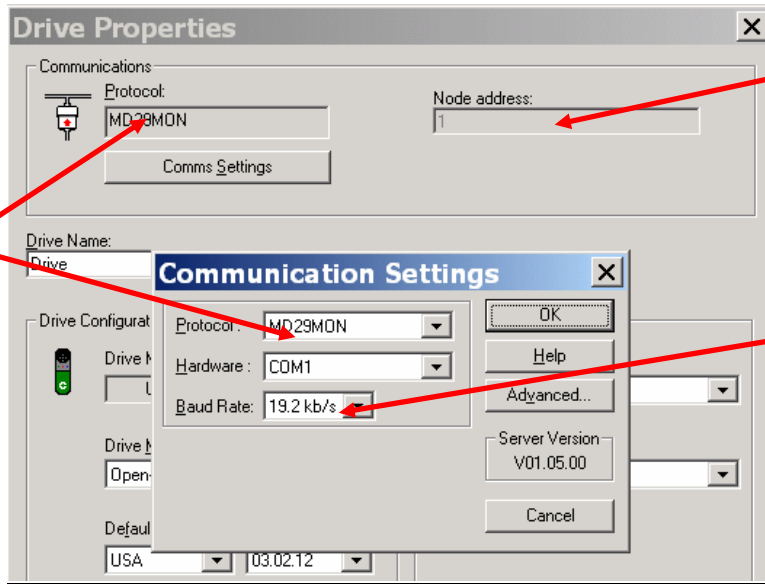 Drive Properties
Communications
Protocol:
MD29MON
Node address:
1
Comms Settings
Drive Name:
Drive
Communication Settings
Protocol:
MD29MON
Hardware:
COM1
Baud Rate:
19.2 kb/s
OK
Help
Advanced...
Server Version
V01.05.00
Cancel
Drive Configurat
Drive
Drive
Open-
Defaul
USA
03.02.12